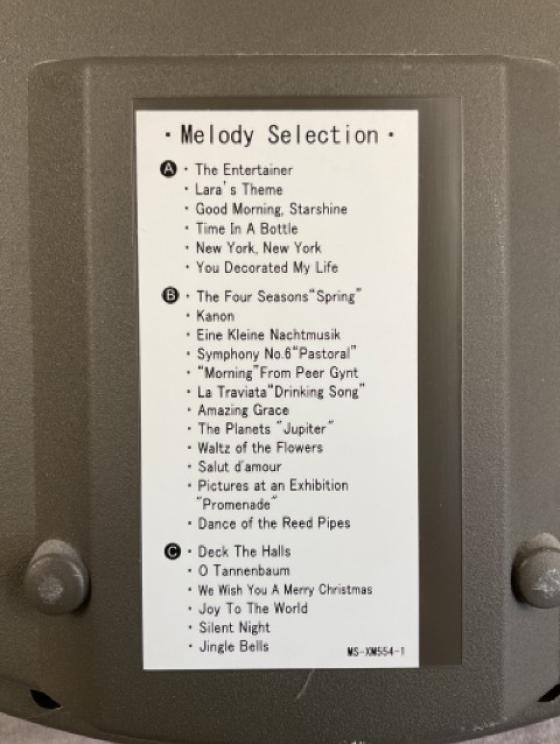 ・Melody Selection・
A・The Entertainer
・Lara's Theme
・Good Morning, Starshine
・Time In A Bottle
・New York, New York
・You Decorated My Life
B・The Four Seasons“Spring”
・Kanon
・Eine Kleine Nachtmusik
・Symphony No.6“Pastoral”
・“Morning”From Peer Gynt
・La Traviata“Drinking Song”
・Amazing Grace
・The Planets “Jupiter”
・Waltz of the Flowers
・Salut d'amour
・Pictures at an Exhibition
“Promenade”
・Dance of the Reed Pipes
C・Deck The Halls
・O Tannenbaum
・We Wish You A Merry Christmas
・Joy To The World
・Silent Night
・Jingle Bells
MS-XM554-1